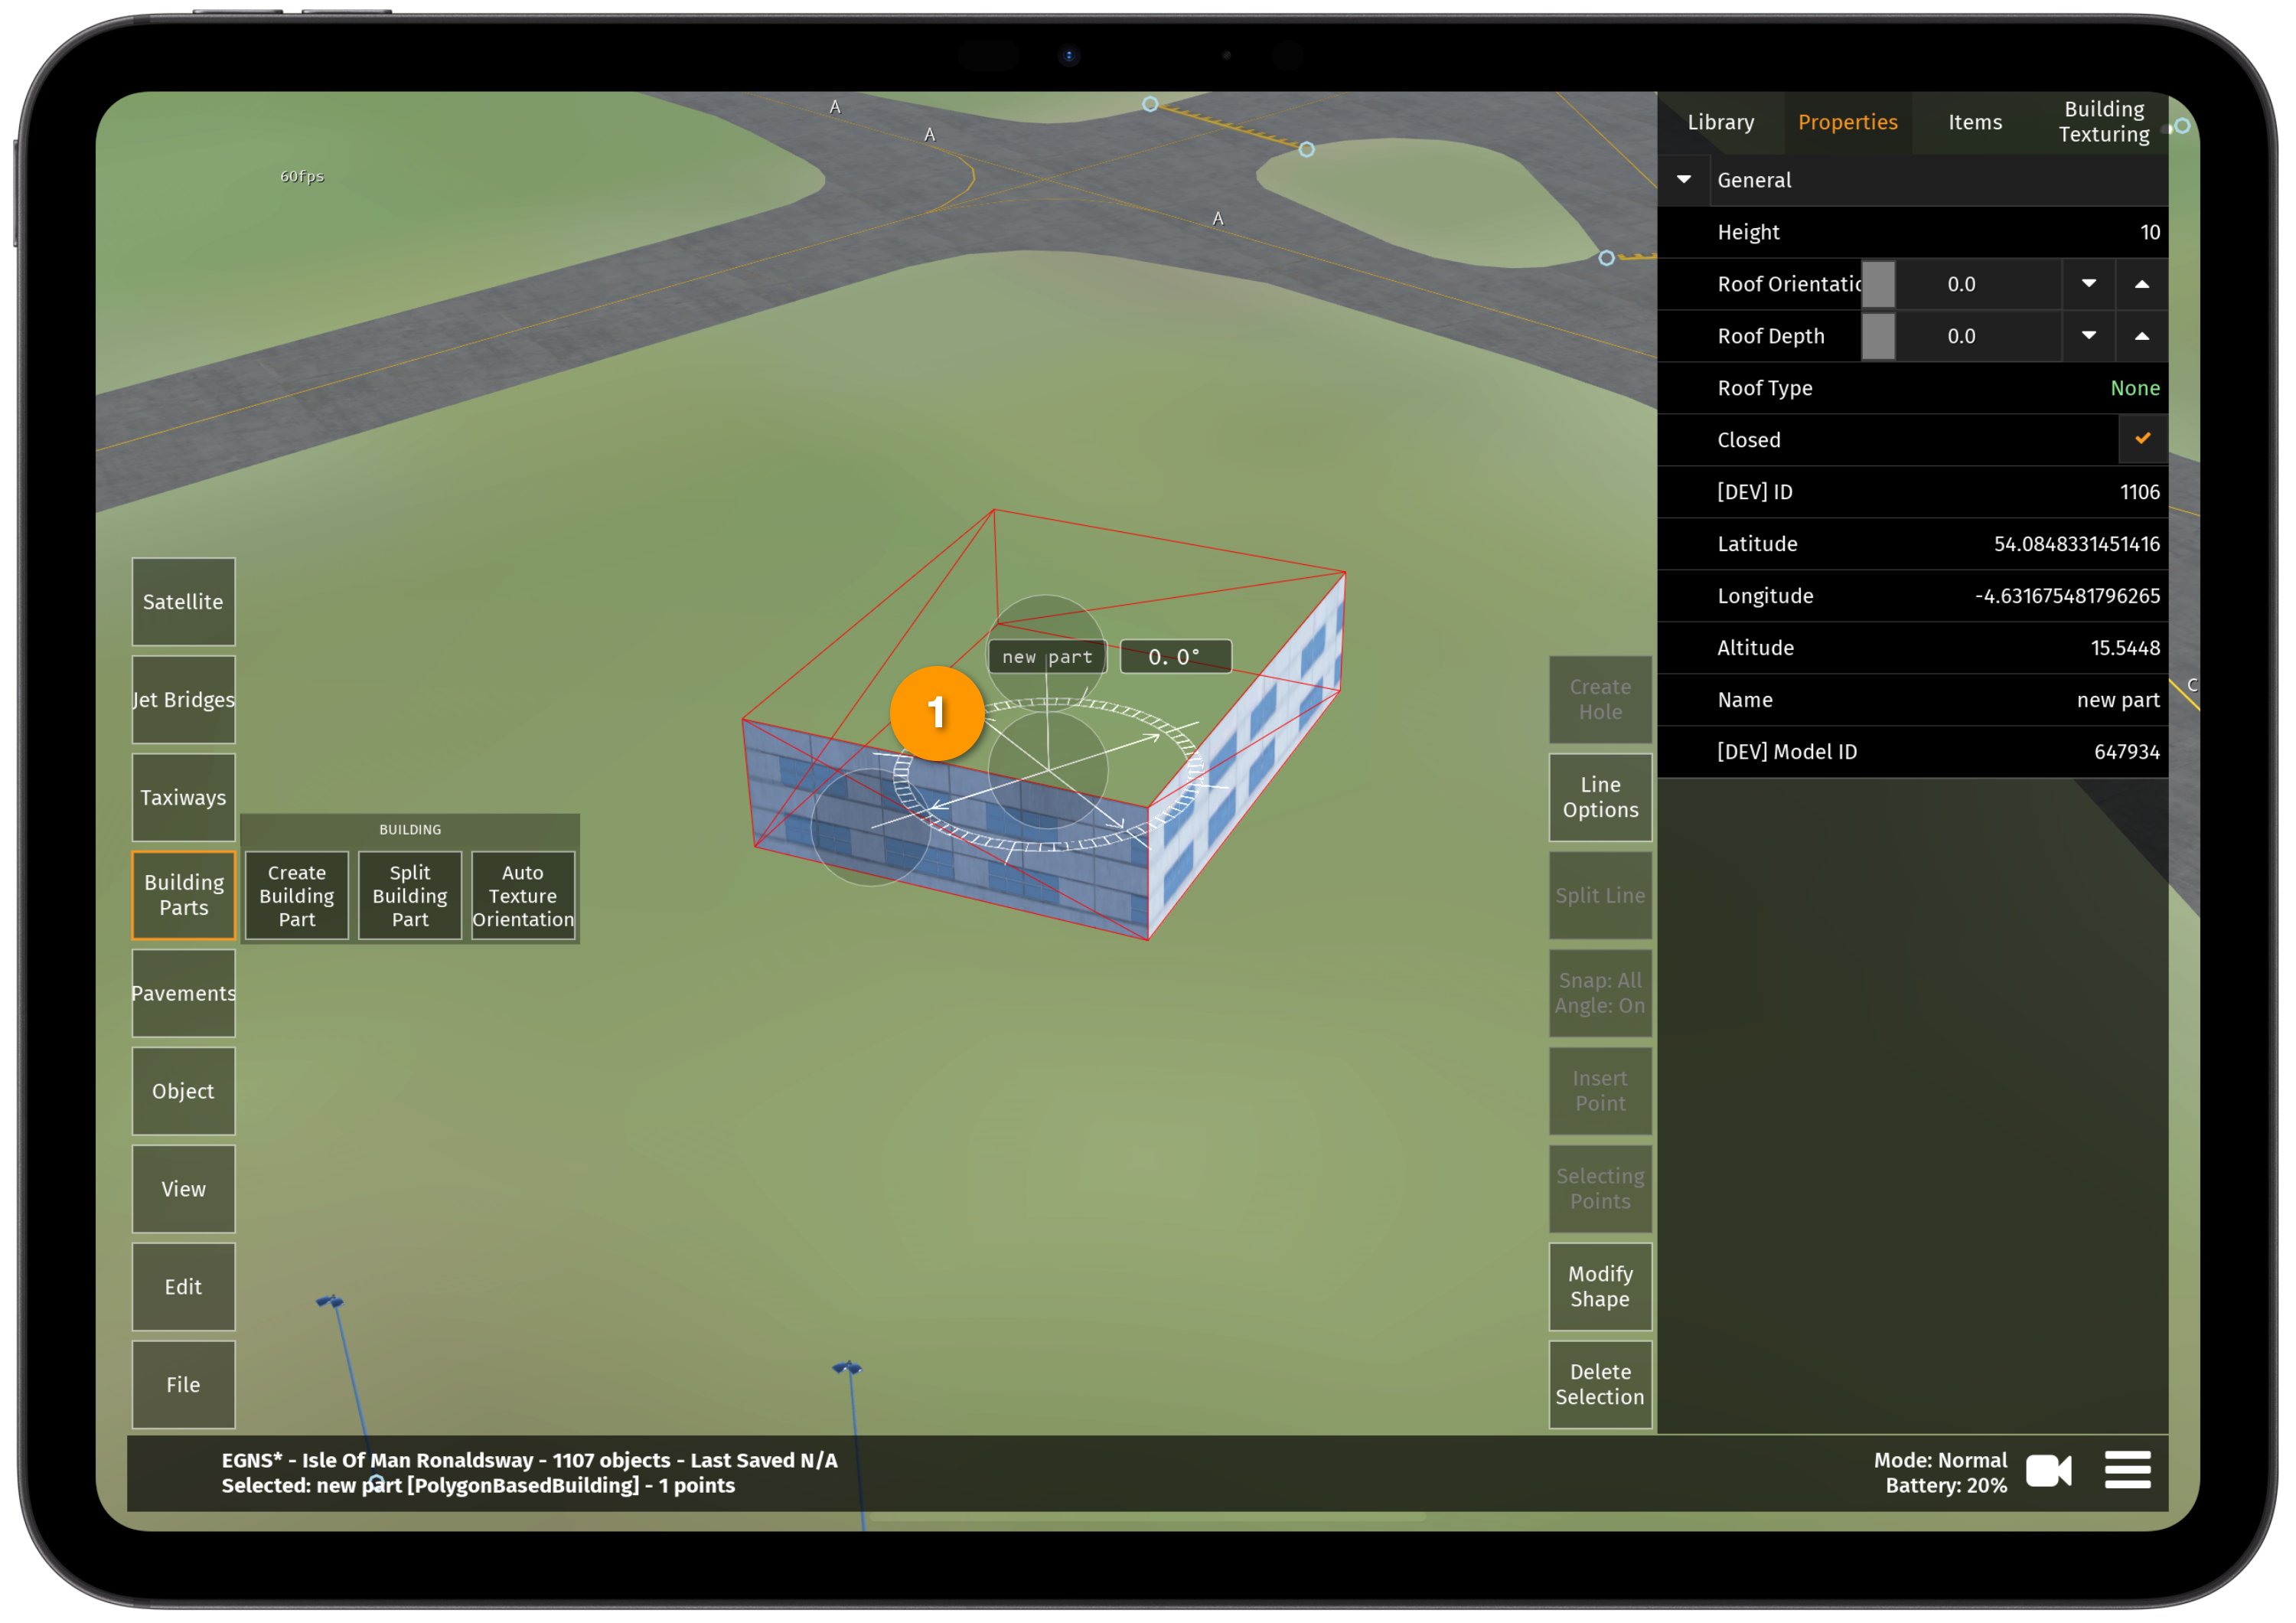 A
A
60fps
A
Library
Properties
Items
Building
Texturing
General
Height 10
Roof Orientatic 0.0
Roof Depth 0.0
Roof Type None
Closed
[DEV] ID 1106
Latitude 54.0848331451416
Longitude -4.631675481796265
Altitude 15.5448
Name new part
[DEV] Model ID 647934
C
new part
0.0°
1
Satellite
Jet Bridges
Taxiways
Building
Parts
Pavements
Object
View
Edit
File
BUILDING
Create
Building
Part
Split
Building
Part
Auto
Texture
Orientation
Create
Hole
Line
Options
Split Line
Snap: All
Angle: On
Insert
Point
Selecting
Points
Modify
Shape
Delete
Selection
EGNS* - Isle Of Man Ronaldsway - 1107 objects - Last Saved N/A
Selected: new part [PolygonBasedBuilding] - 1 points
Mode: Normal
Battery: 20%